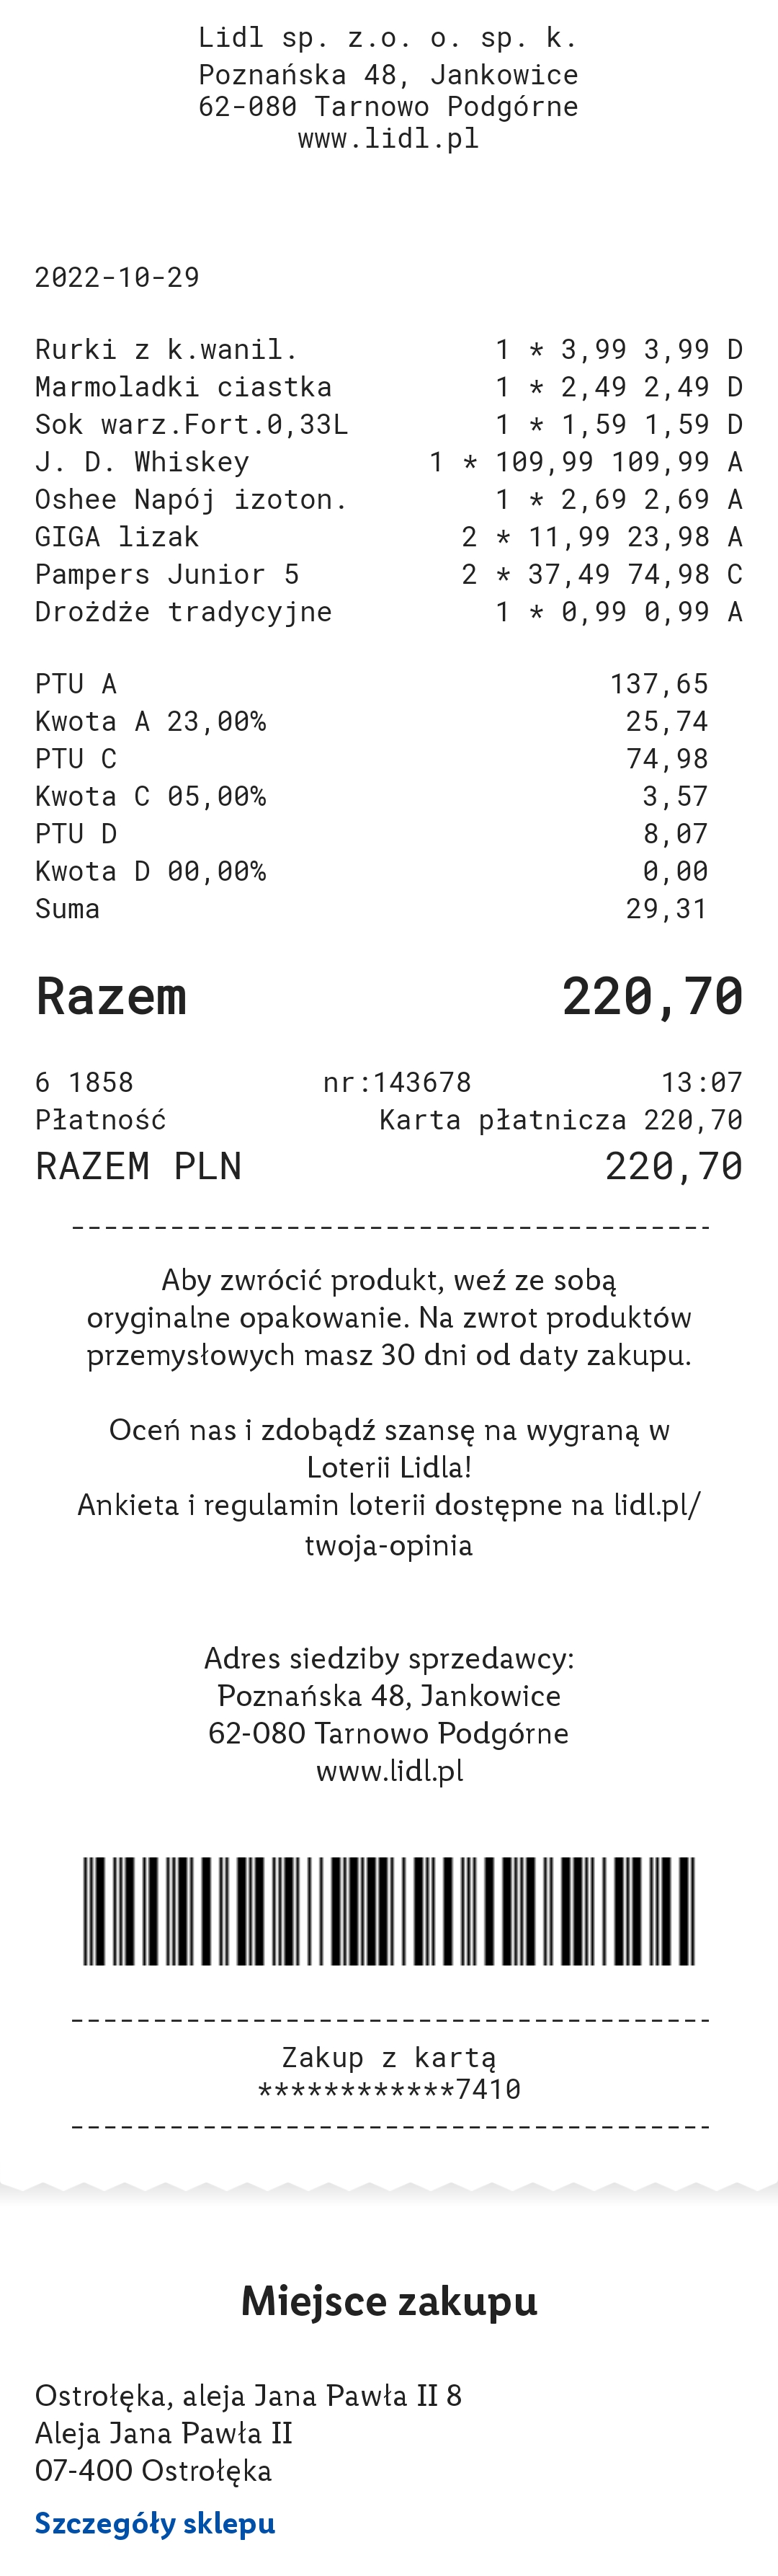 Lidl sp. z.o. o. sp. k.
Poznańska 48, Jankowice
62-080 Tarnowo Podgórne
www.lidl.pl
2022-10-29
Rurki z k.wanil. 1 * 3,99 3,99 D
Marmoladki ciastka 1 * 2,49 2,49 D
Sok warz.Fort.0,33L 1 * 1,59 1,59 D
J. D. Whiskey 1 * 109,99 109,99 A
Oshee Napój izoton. 1 * 2,69 2,69 A
GIGA lizak 2 * 11,99 23,98 A
Pampers Junior 5 2 * 37,49 74,98 C
Drożdże tradycyjne 1 * 0,99 0,99 A
PTU A 137,65
Kwota A 23,00% 25,74
PTU C 74,98
Kwota C 05,00% 3,57
PTU D 8,07
Kwota D 00,00% 0,00
Suma 29,31
Razem 220,70
6 1858 nr:143678 13:07
Płatność Karta płatnicza 220,70
RAZEM PLN 220,70
---------------------------------------
Aby zwrócić produkt, weź ze sobą
oryginalne opakowanie. Na zwrot produktów
przemysłowych masz 30 dni od daty zakupu.
Oceń nas i zdobądź szansę na wygraną w
Loterii Lidla!
Ankieta i regulamin loterii dostępne na lidl.pl/
twoja-opinia
Adres siedziby sprzedawcy:
Poznańska 48, Jankowice
62-080 Tarnowo Podgórne
www.lidl.pl
---------------------------------------
Zakup z kartą
************7410
---------------------------------------
Miejsce zakupu
Ostrołęka, aleja Jana Pawła II 8
Aleja Jana Pawła II
07-400 Ostrołęka
Szczegóły sklepu